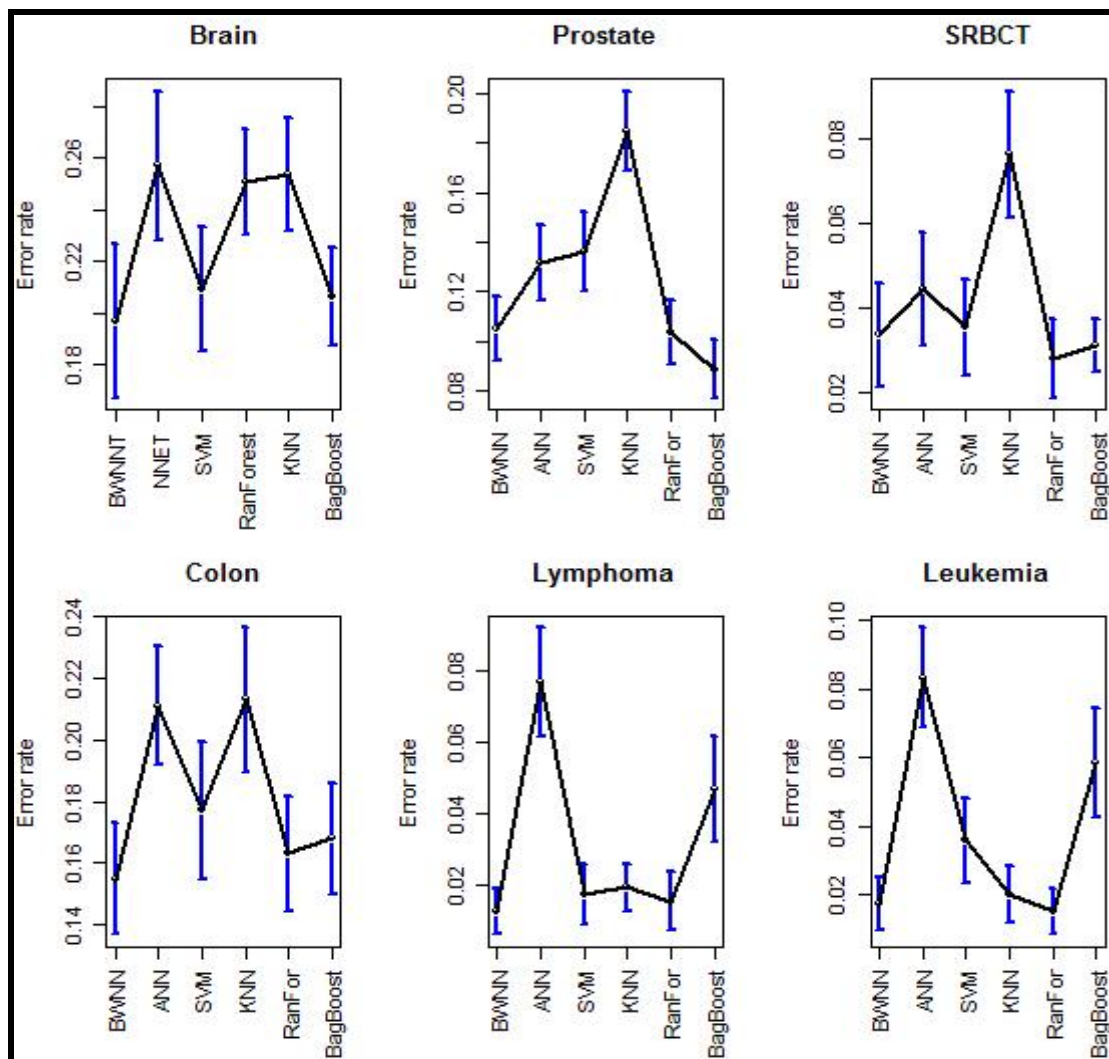 Brain
Error rate
0.18
0.22
0.26
BWNNT
NNET
SVM
RanForest
KNN
BagBoost
Prostate
Error rate
0.08
0.12
0.16
0.20
BWNN
ANN
SVM
KNN
RanFor
BagBoost
SRBCT
Error rate
0.02
0.04
0.06
0.08
BWNN
ANN
SVM
KNN
RanFor
BagBoost
Colon
Error rate
0.14
0.16
0.18
0.20
0.22
0.24
BWNN
ANN
SVM
KNN
RanFor
BagBoost
Lymphoma
Error rate
0.02
0.04
0.06
0.08
BWNN
ANN
SVM
KNN
RanFor
BagBoost
Leukemia
Error rate
0.02
0.04
0.06
0.08
0.10
BWNN
ANN
SVM
KNN
RanFor
BagBoost